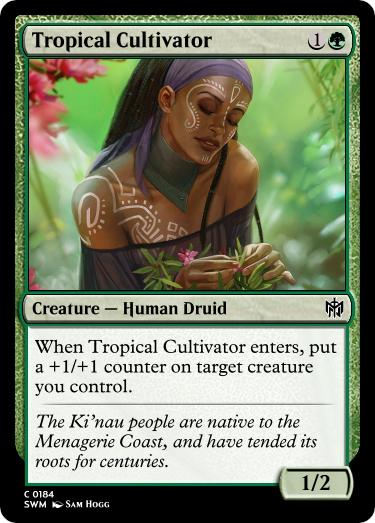 Tropical Cultivator 1
Creature — Human Druid
When Tropical Cultivator enters, put
a +1/+1 counter on target creature
you control.
The Ki'nau people are native to the
Menagerie Coast, and have tended its
roots for centuries.
1/2
C 0184
SWM Sam Hogg